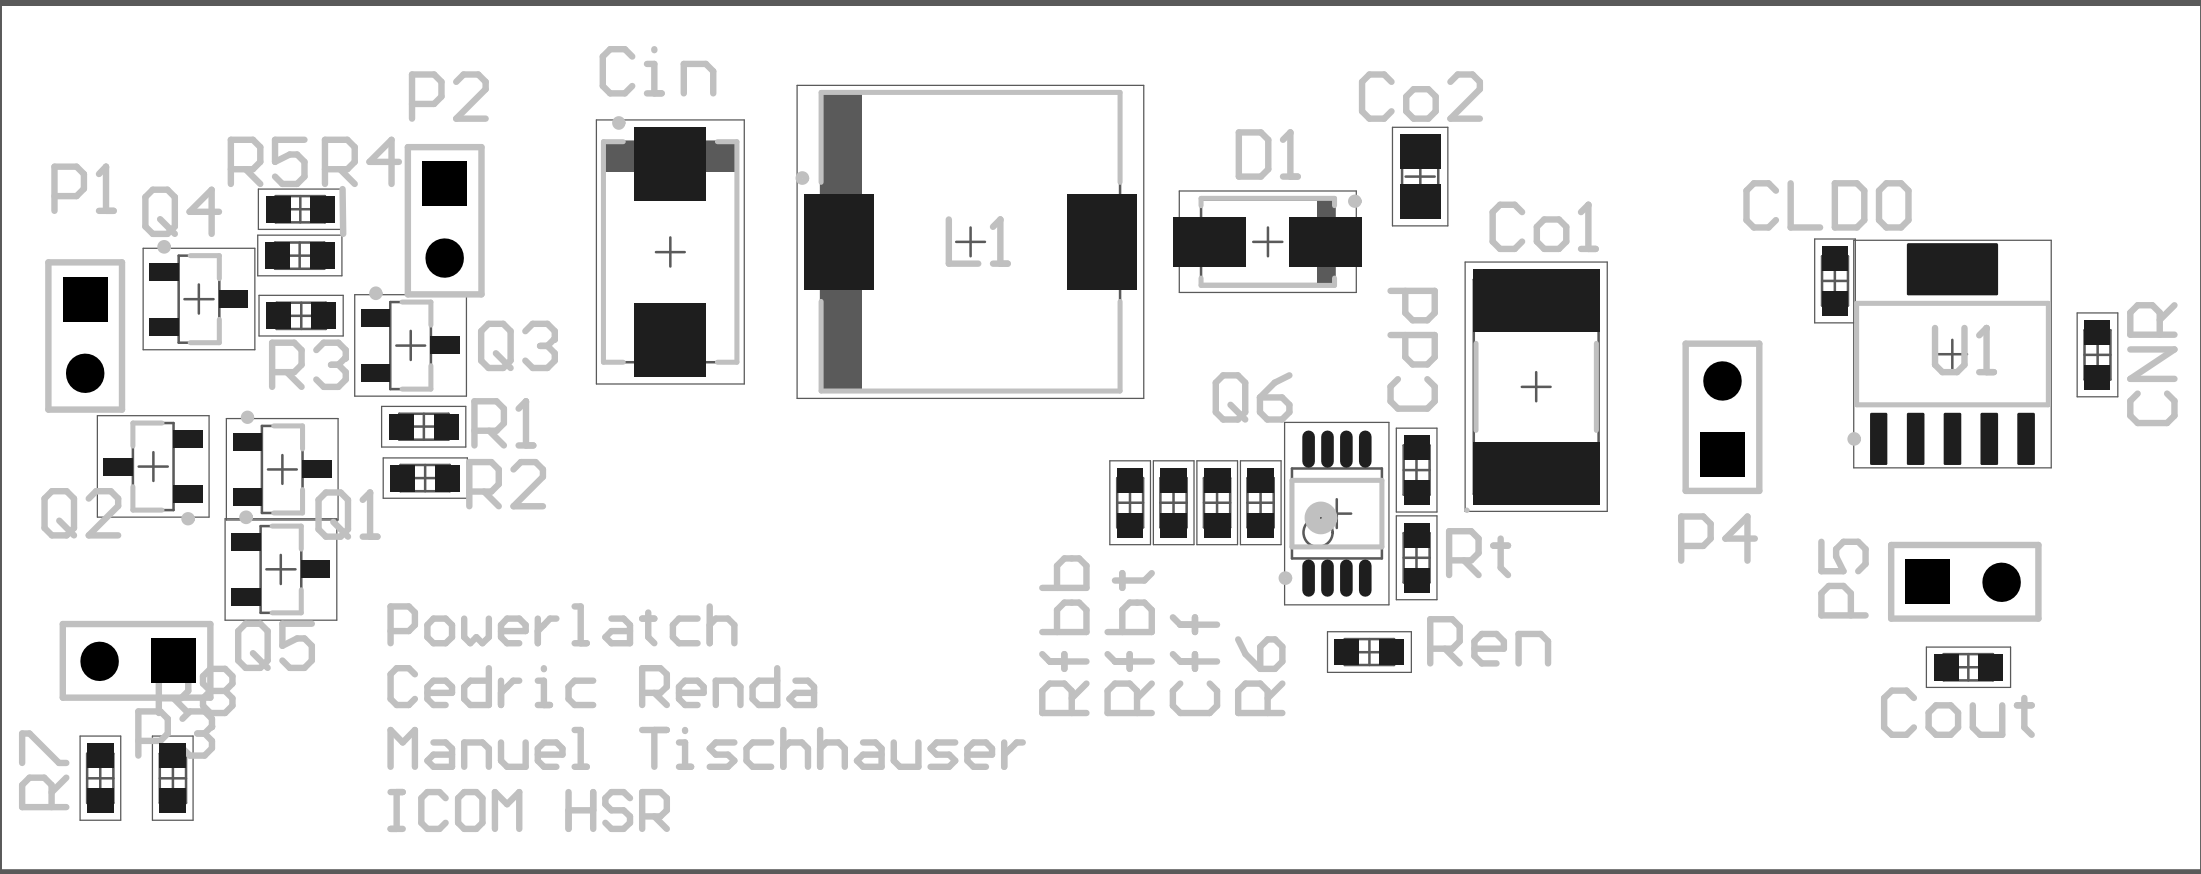 Cin
P2
Co2
R5 R4
D1
P1
Q4
CLDO
Co1
L1
Q3
R3
Cdd
U1
CNR
Q6
R1
R2
Q2
Q1
P4
Rt
P5
Q5
Powerlatch
Rfbb
Rfbt
Cff
R6
Ren
Cedric Renda
R8
Cout
P3
R7
Manuel Tischhauser
ICOM HSR